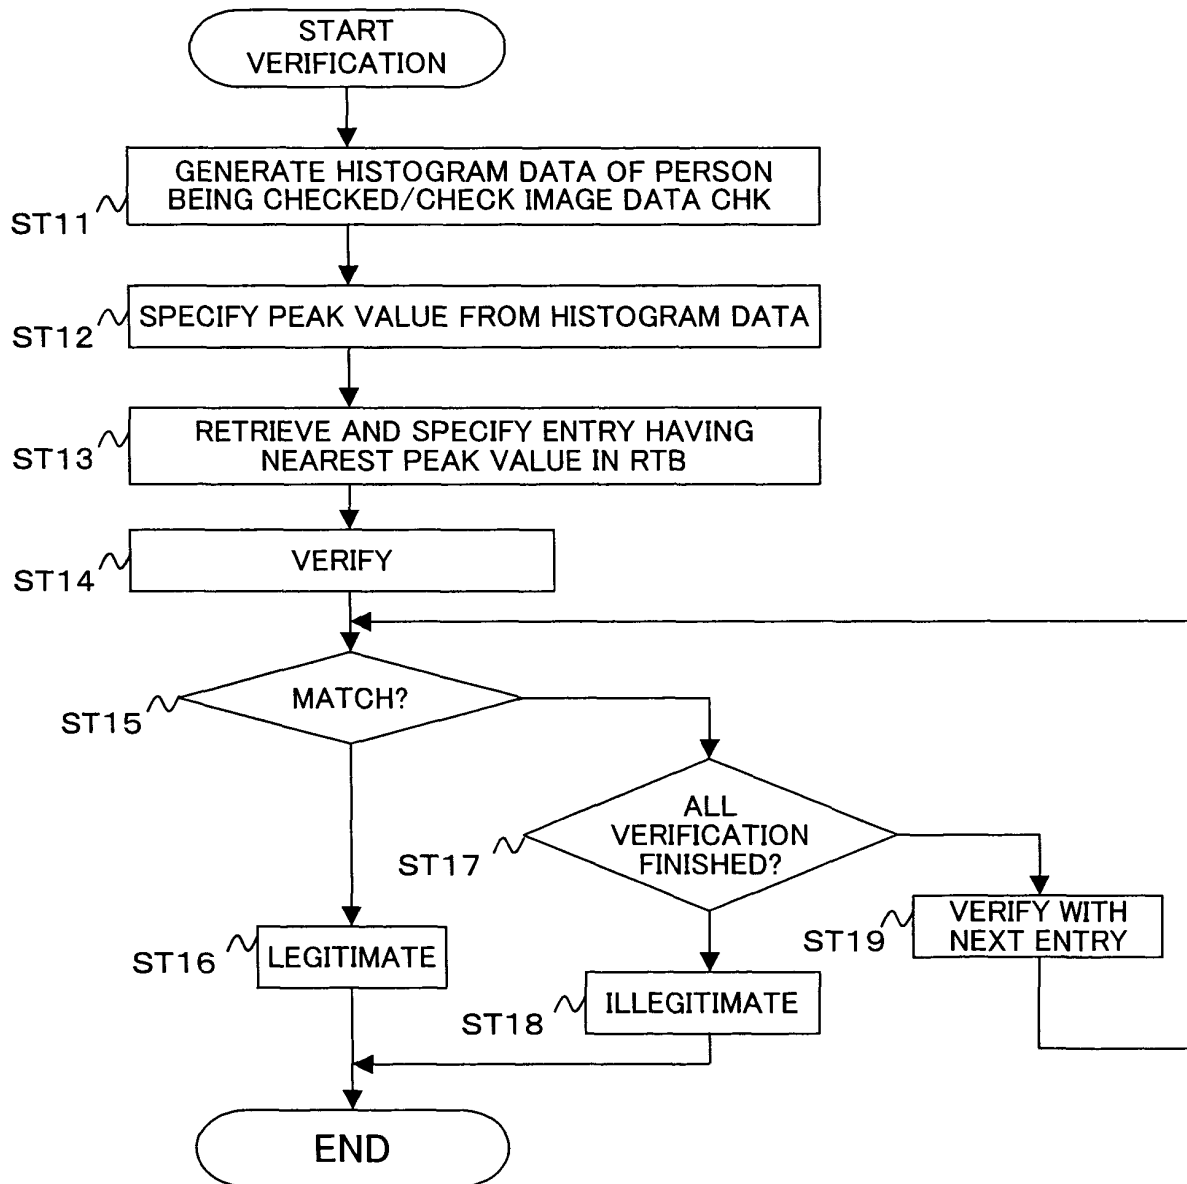 START
VERIFICATION
GENERATE HISTOGRAM DATA OF PERSON
BEING CHECKED/CHECK IMAGE DATA CHK
ST11
SPECIFY PEAK VALUE FROM HISTOGRAM DATA
ST12
RETRIEVE AND SPECIFY ENTRY HAVING
NEAREST PEAK VALUE IN RTB
ST13
VERIFY
ST14
MATCH?
ST15
ALL
VERIFICATION
FINISHED?
ST17
VERIFY WITH
NEXT ENTRY
ST19
LEGITIMATE
ST16
ILLEGITIMATE
ST18
END